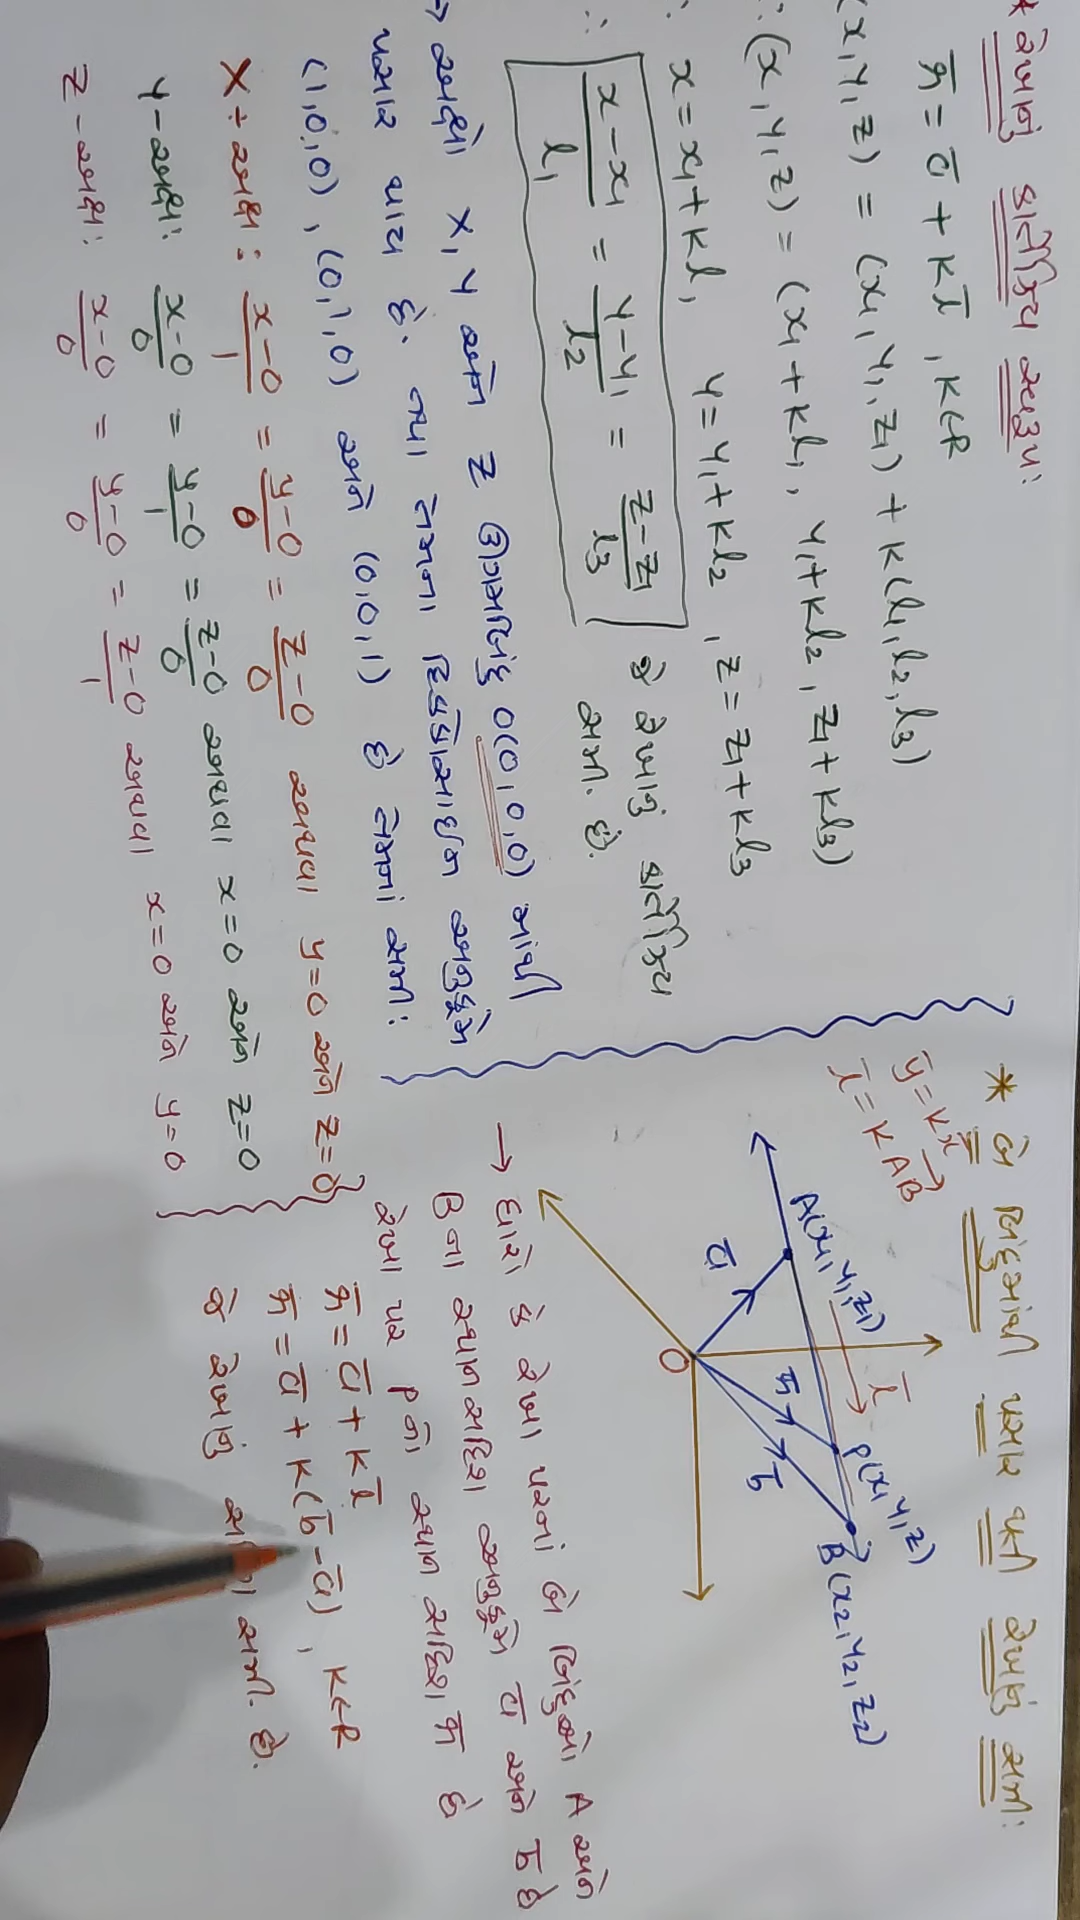 * રેખાનું કાર્તેઝિય સ્વરૂપ:
r̄ = ā + k l̄ , k∈R
(x, y, z) = (x₁, y₁, z₁) + k(l₁, l₂, l₃)
∴ (x, y, z) = (x₁ + kl₁, y₁ + kl₂, z₁ + kl₃)
∴ x = x₁ + kl₁ y = y₁ + kl₂ , z = z₁ + kl₃
∴ (x - x₁)/l₁ = (y - y₁)/l₂ = (z - z₁)/l₃ જે રેખાનું કાર્તેઝિય
સમી. છે.
→ અક્ષો X, Y અને Z ઊગમબિંદુ O(0,0,0) માંથી
પસાર થાય છે. તથા તેમના દિક્કોસાઇન અનુક્રમે
(1,0,0), (0,1,0) અને (0,0,1) છે તેમનાં સમી:
X-અક્ષ: (x-0)/1 = (y-0)/0 = (z-0)/0 અથવા y=0 અને z=0
Y-અક્ષ: (x-0)/0 = (y-0)/1 = (z-0)/0 અથવા x=0 અને z=0
Z-અક્ષ: (x-0)/0 = (y-0)/0 = (z-0)/1 અથવા x=0 અને y=0
* બે બિંદુમાંથી પસાર થતી રેખાનું સમી:
ȳ = k x̄
l̄ = k AB
A(x₁, y₁, z₁)
l̄
P(x, y, z)
B(x₂, y₂, z₂)
ā
r̄
b̄
O
→ ધારો કે રેખા પરનાં બે બિંદુઓ A અને
B ના સ્થાનસદિશ અનુક્રમે ā અને b̄ છે
રેખા પર P નો સ્થાન સદિશ r̄ છે
r̄ = ā + k l̄
r̄ = ā + k(b̄ - ā), k∈R
જે રેખાનું સમી. છે.